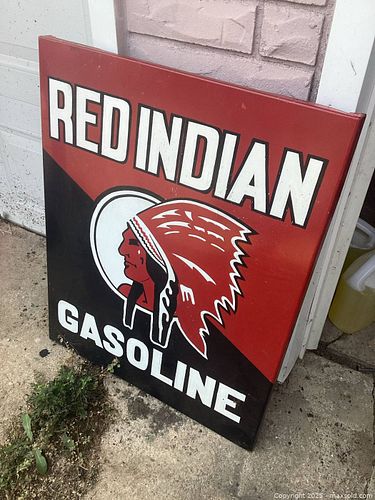 RED INDIAN
GASOLINE
Copyright 2025 - maxsold.com